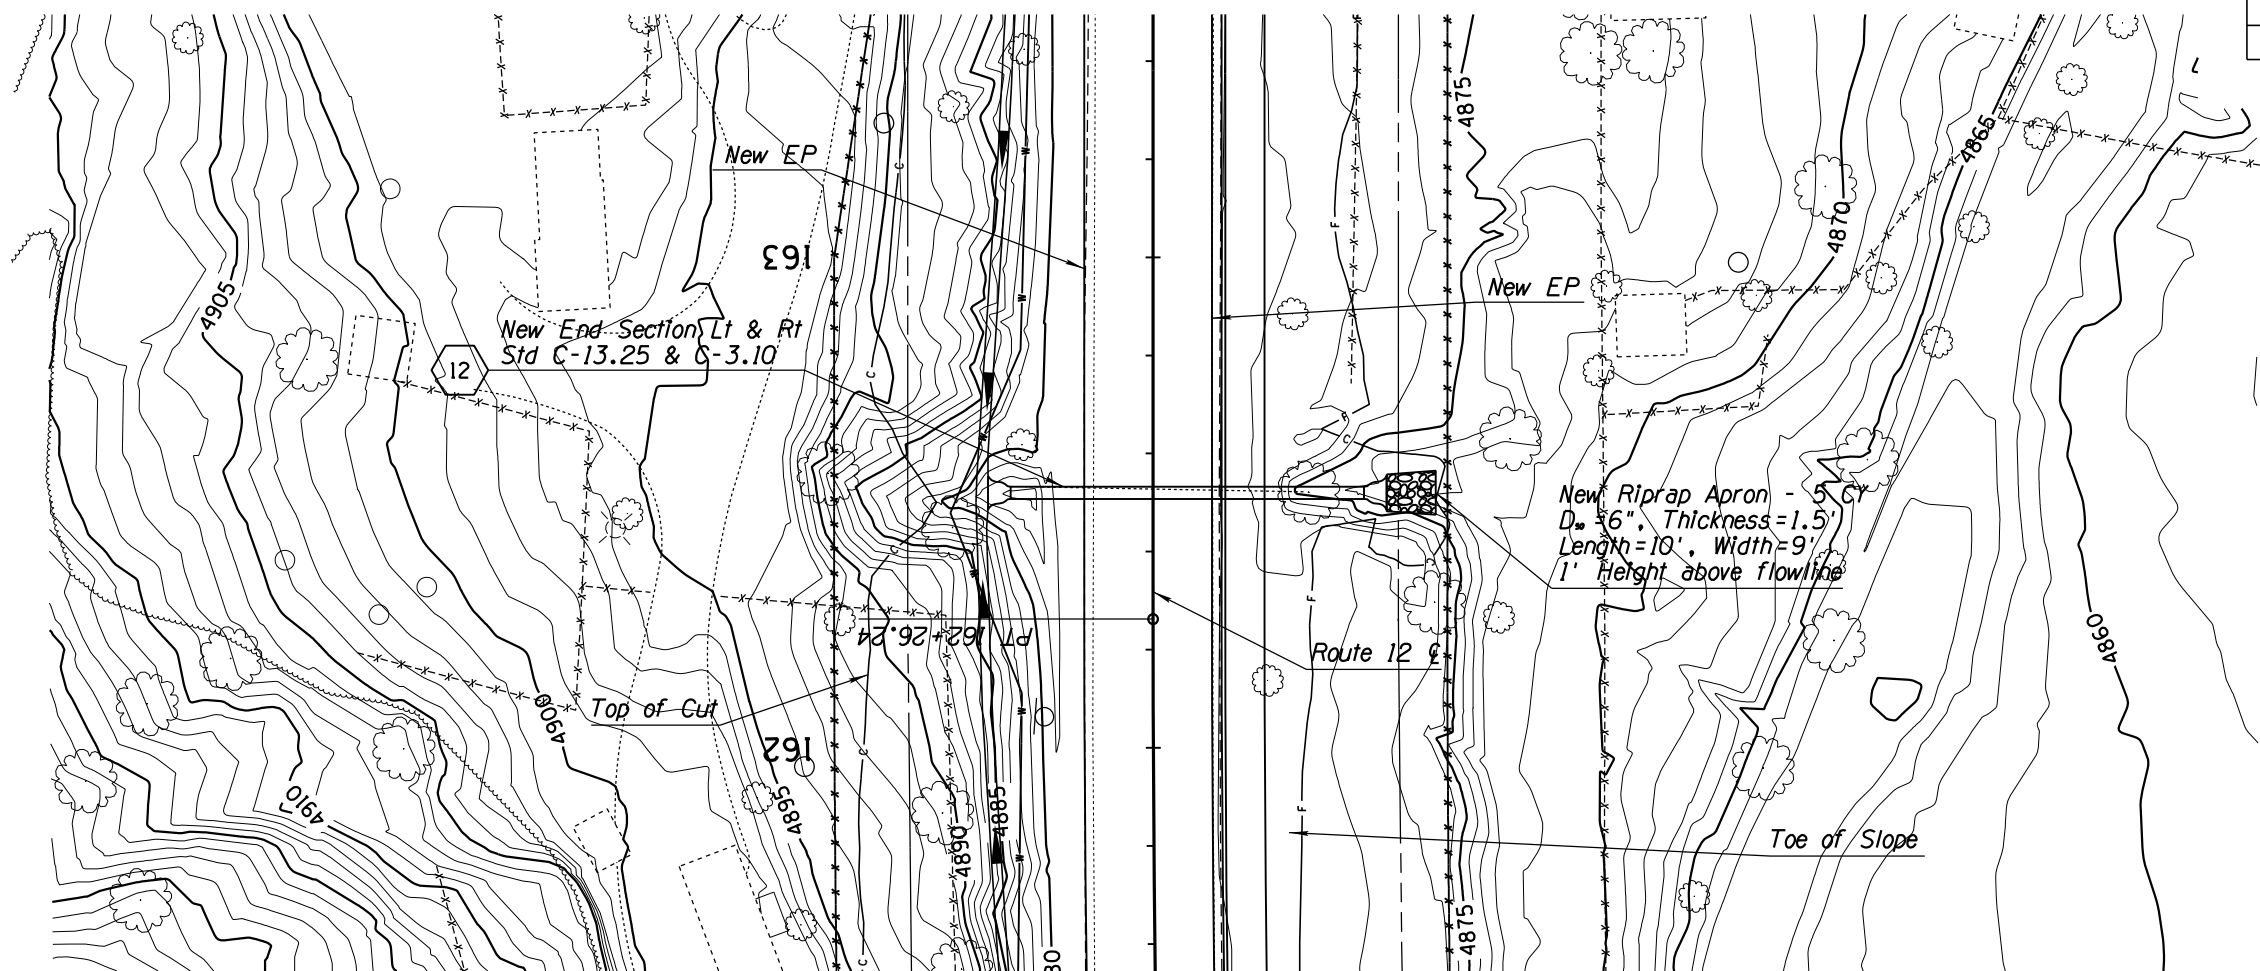 4875
4865
New EP
4870
163
New EP
4905
New End Section Lt & Rt
Std C-13.25 & C-3.10
12
New Riprap Apron - 5 CY
D₅₀=6", Thickness=1.5'
Length=10', Width=9'
1' Height above flowline
PT 162+26.24
Route 12 ℄
4860
Top of Cut
4900
162
4910
4895
4890
4885
Toe of Slope
4875
80